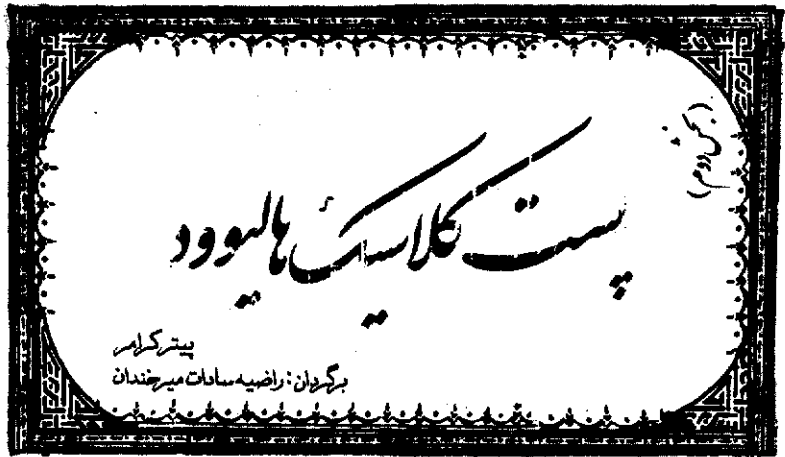 (بخش دوم)
پست کلاسیک هالیوود
پیتر کرامر
برگردان: راضیه سادات میرخندان